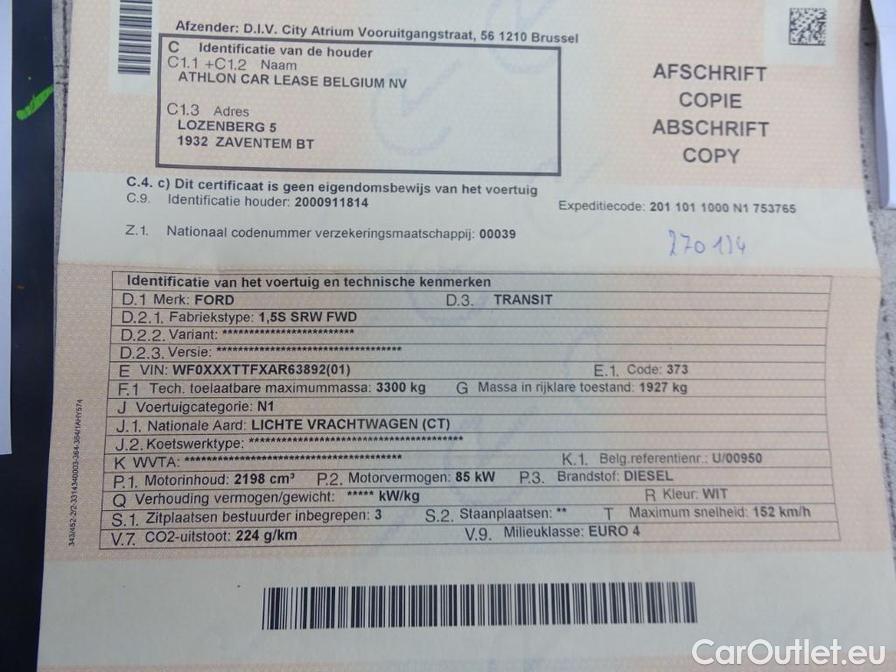 Afzender: D.I.V. City Atrium Vooruitgangstraat, 56 1210 Brussel
C Identificatie van de houder
C1.1 +C1.2 Naam
ATHLON CAR LEASE BELGIUM NV
C1.3 Adres
LOZENBERG 5
1932 ZAVENTEM BT
AFSCHRIFT
COPIE
ABSCHRIFT
COPY
C.4. c) Dit certificaat is geen eigendomsbewijs van het voertuig
C.9. Identificatie houder: 2000911814
Expeditiecode: 201 101 1000 N1 753765
Z.1. Nationaal codenummer verzekeringsmaatschappij: 00039
270134
Identificatie van het voertuig en technische kenmerken
D.1 Merk: FORD D.3. TRANSIT
D.2.1. Fabriekstype: 1,5S SRW FWD
D.2.2. Variant: *************************
D.2.3. Versie: ***********************************
E VIN: WF0XXXTTFXAR63892(01) E.1. Code: 373
F.1 Tech. toelaatbare maximummassa: 3300 kg G Massa in rijklare toestand: 1927 kg
J Voertuigcategorie: N1
J.1. Nationale Aard: LICHTE VRACHTWAGEN (CT)
J.2. Koetswerktype: *****************************************
K WVTA: ***************************************** K.1. Belg.referentienr.: U/00950
P.1. Motorinhoud: 2198 cm³ P.2. Motorvermogen: 85 kW P.3. Brandstof: DIESEL
Q Verhouding vermogen/gewicht: ***** kW/kg R Kleur: WIT
S.1. Zitplaatsen bestuurder inbegrepen: 3 S.2. Staanplaatsen: ** T Maximum snelheid: 152 km/h
V.7. CO2-uitstoot: 224 g/km V.9. Milieuklasse: EURO 4
CarOutlet.eu